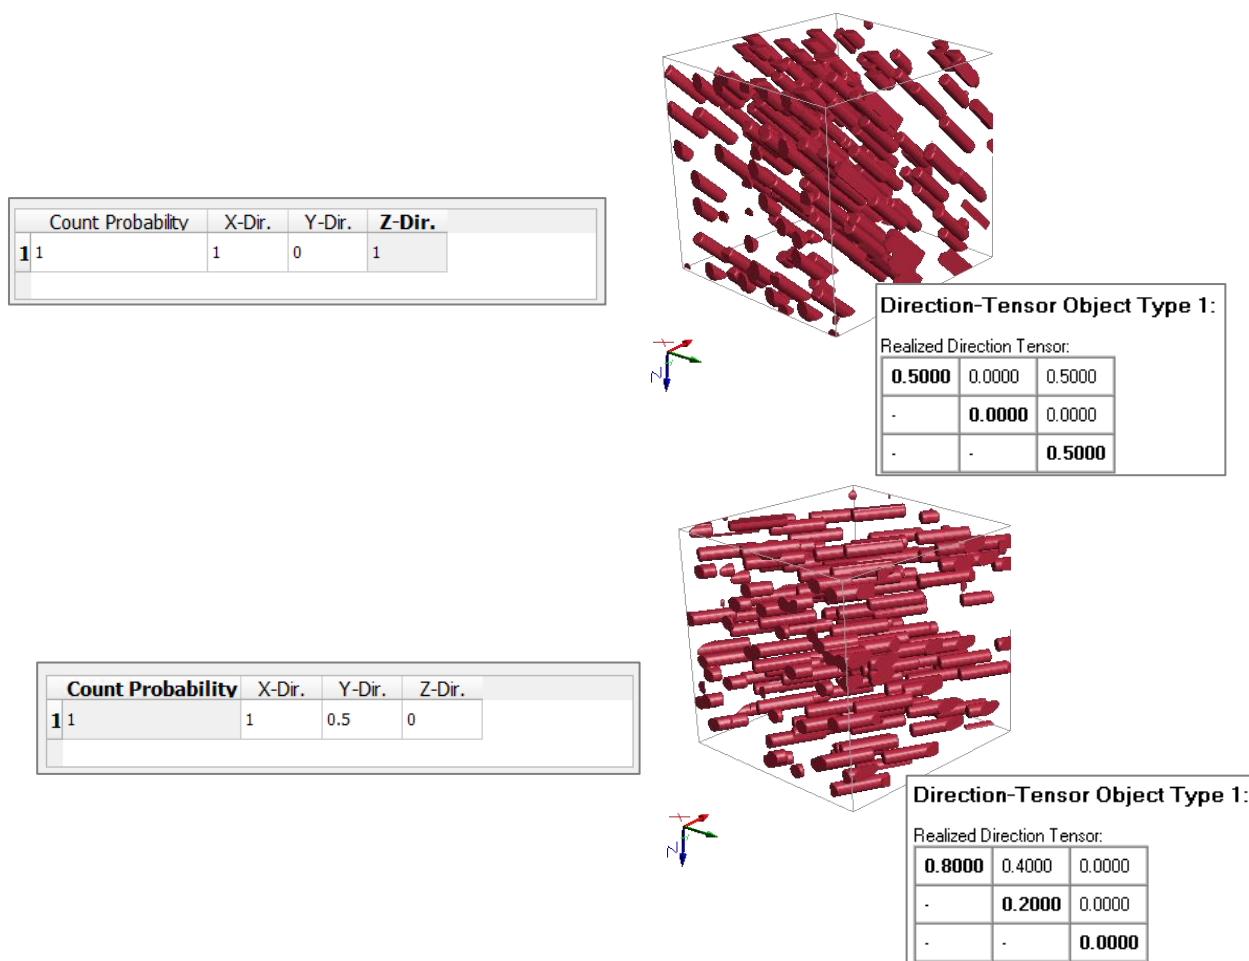 Count Probability X-Dir. Y-Dir. Z-Dir.
1 1 1 0 1
X
Z
Direction-Tensor Object Type 1:
Realized Direction Tensor:
0.5000 0.0000 0.5000
- 0.0000 0.0000
- - 0.5000
Count Probability X-Dir. Y-Dir. Z-Dir.
1 1 1 0.5 0
X
Z
Direction-Tensor Object Type 1:
Realized Direction Tensor:
0.8000 0.4000 0.0000
- 0.2000 0.0000
- - 0.0000